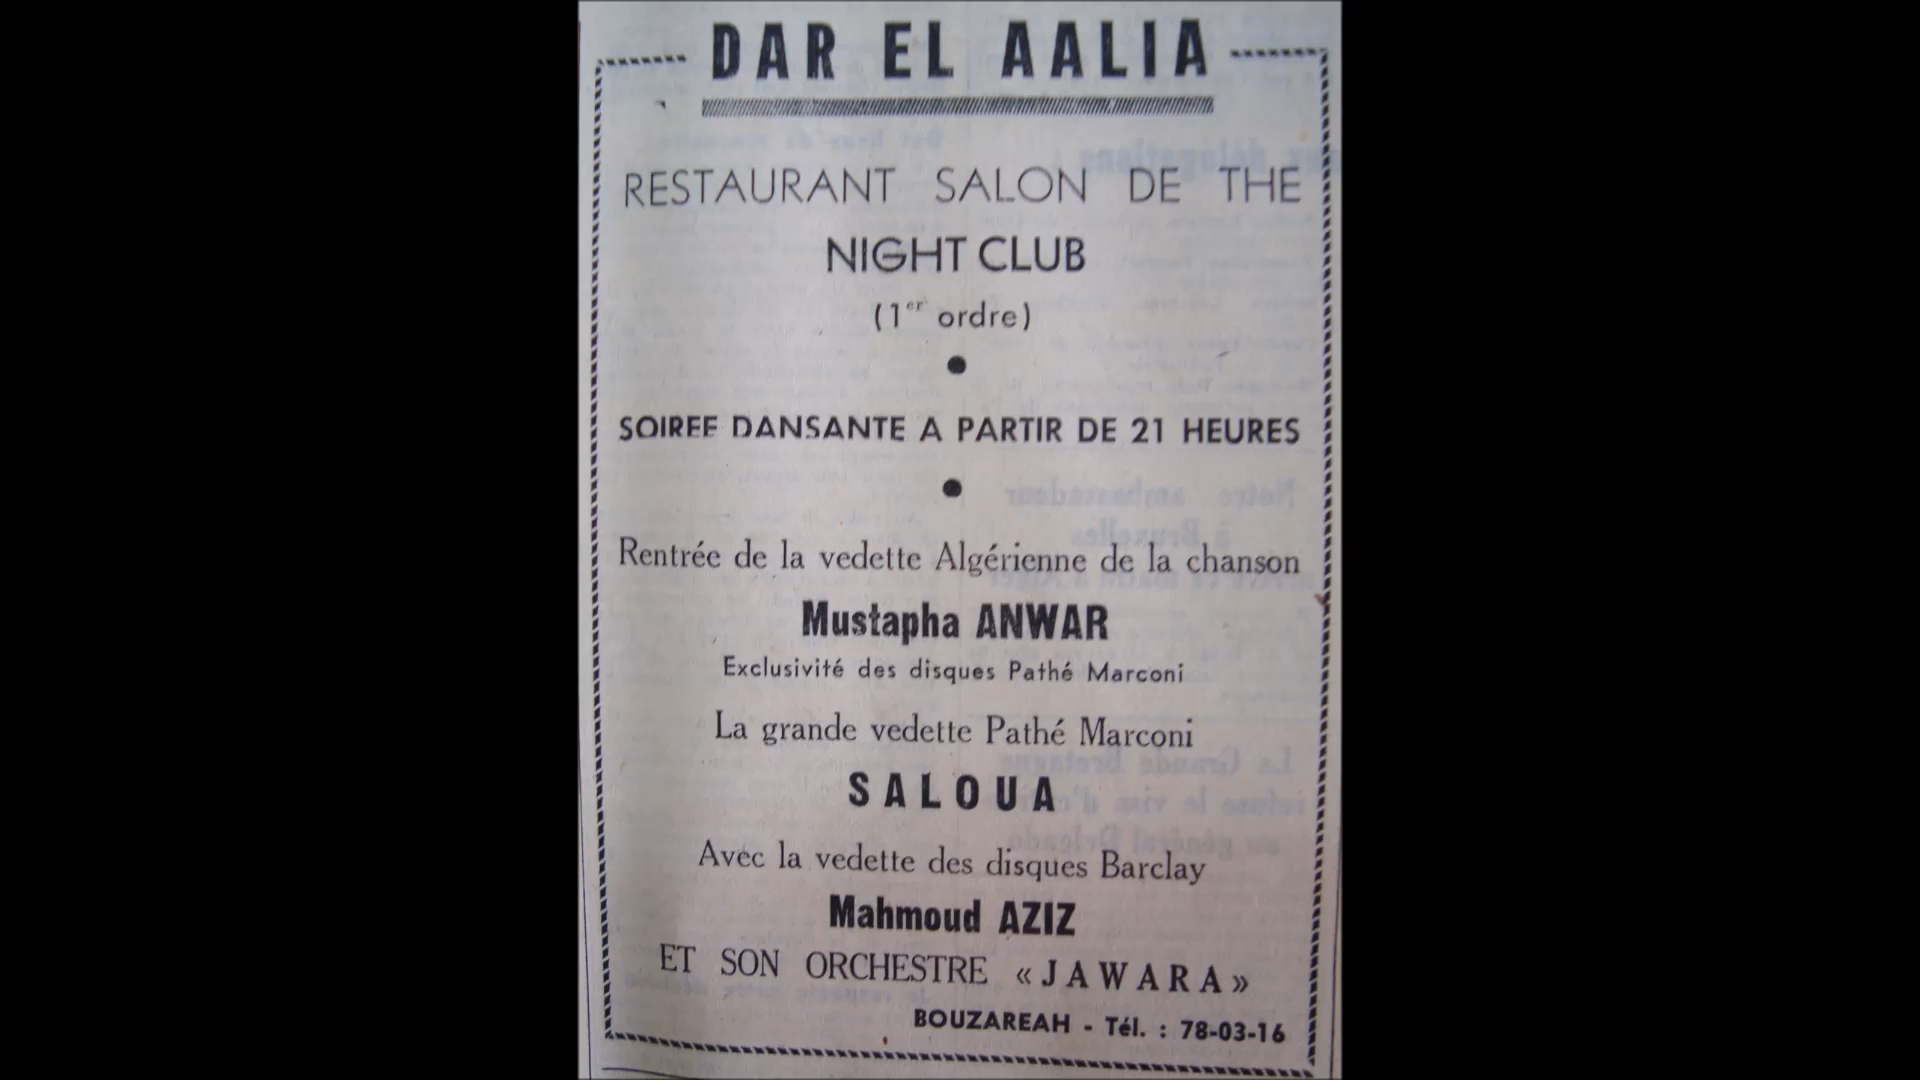 DAR EL AALIA
RESTAURANT SALON DE THE
NIGHT CLUB
(1er ordre)
SOIREE DANSANTE A PARTIR DE 21 HEURES
Rentrée de la vedette Algérienne de la chanson
Mustapha ANWAR
Exclusivité des disques Pathé Marconi
La grande vedette Pathé Marconi
SALOUA
Avec la vedette des disques Barclay
Mahmoud AZIZ
ET SON ORCHESTRE « JAWARA »
BOUZAREAH - Tél. : 78-03-16